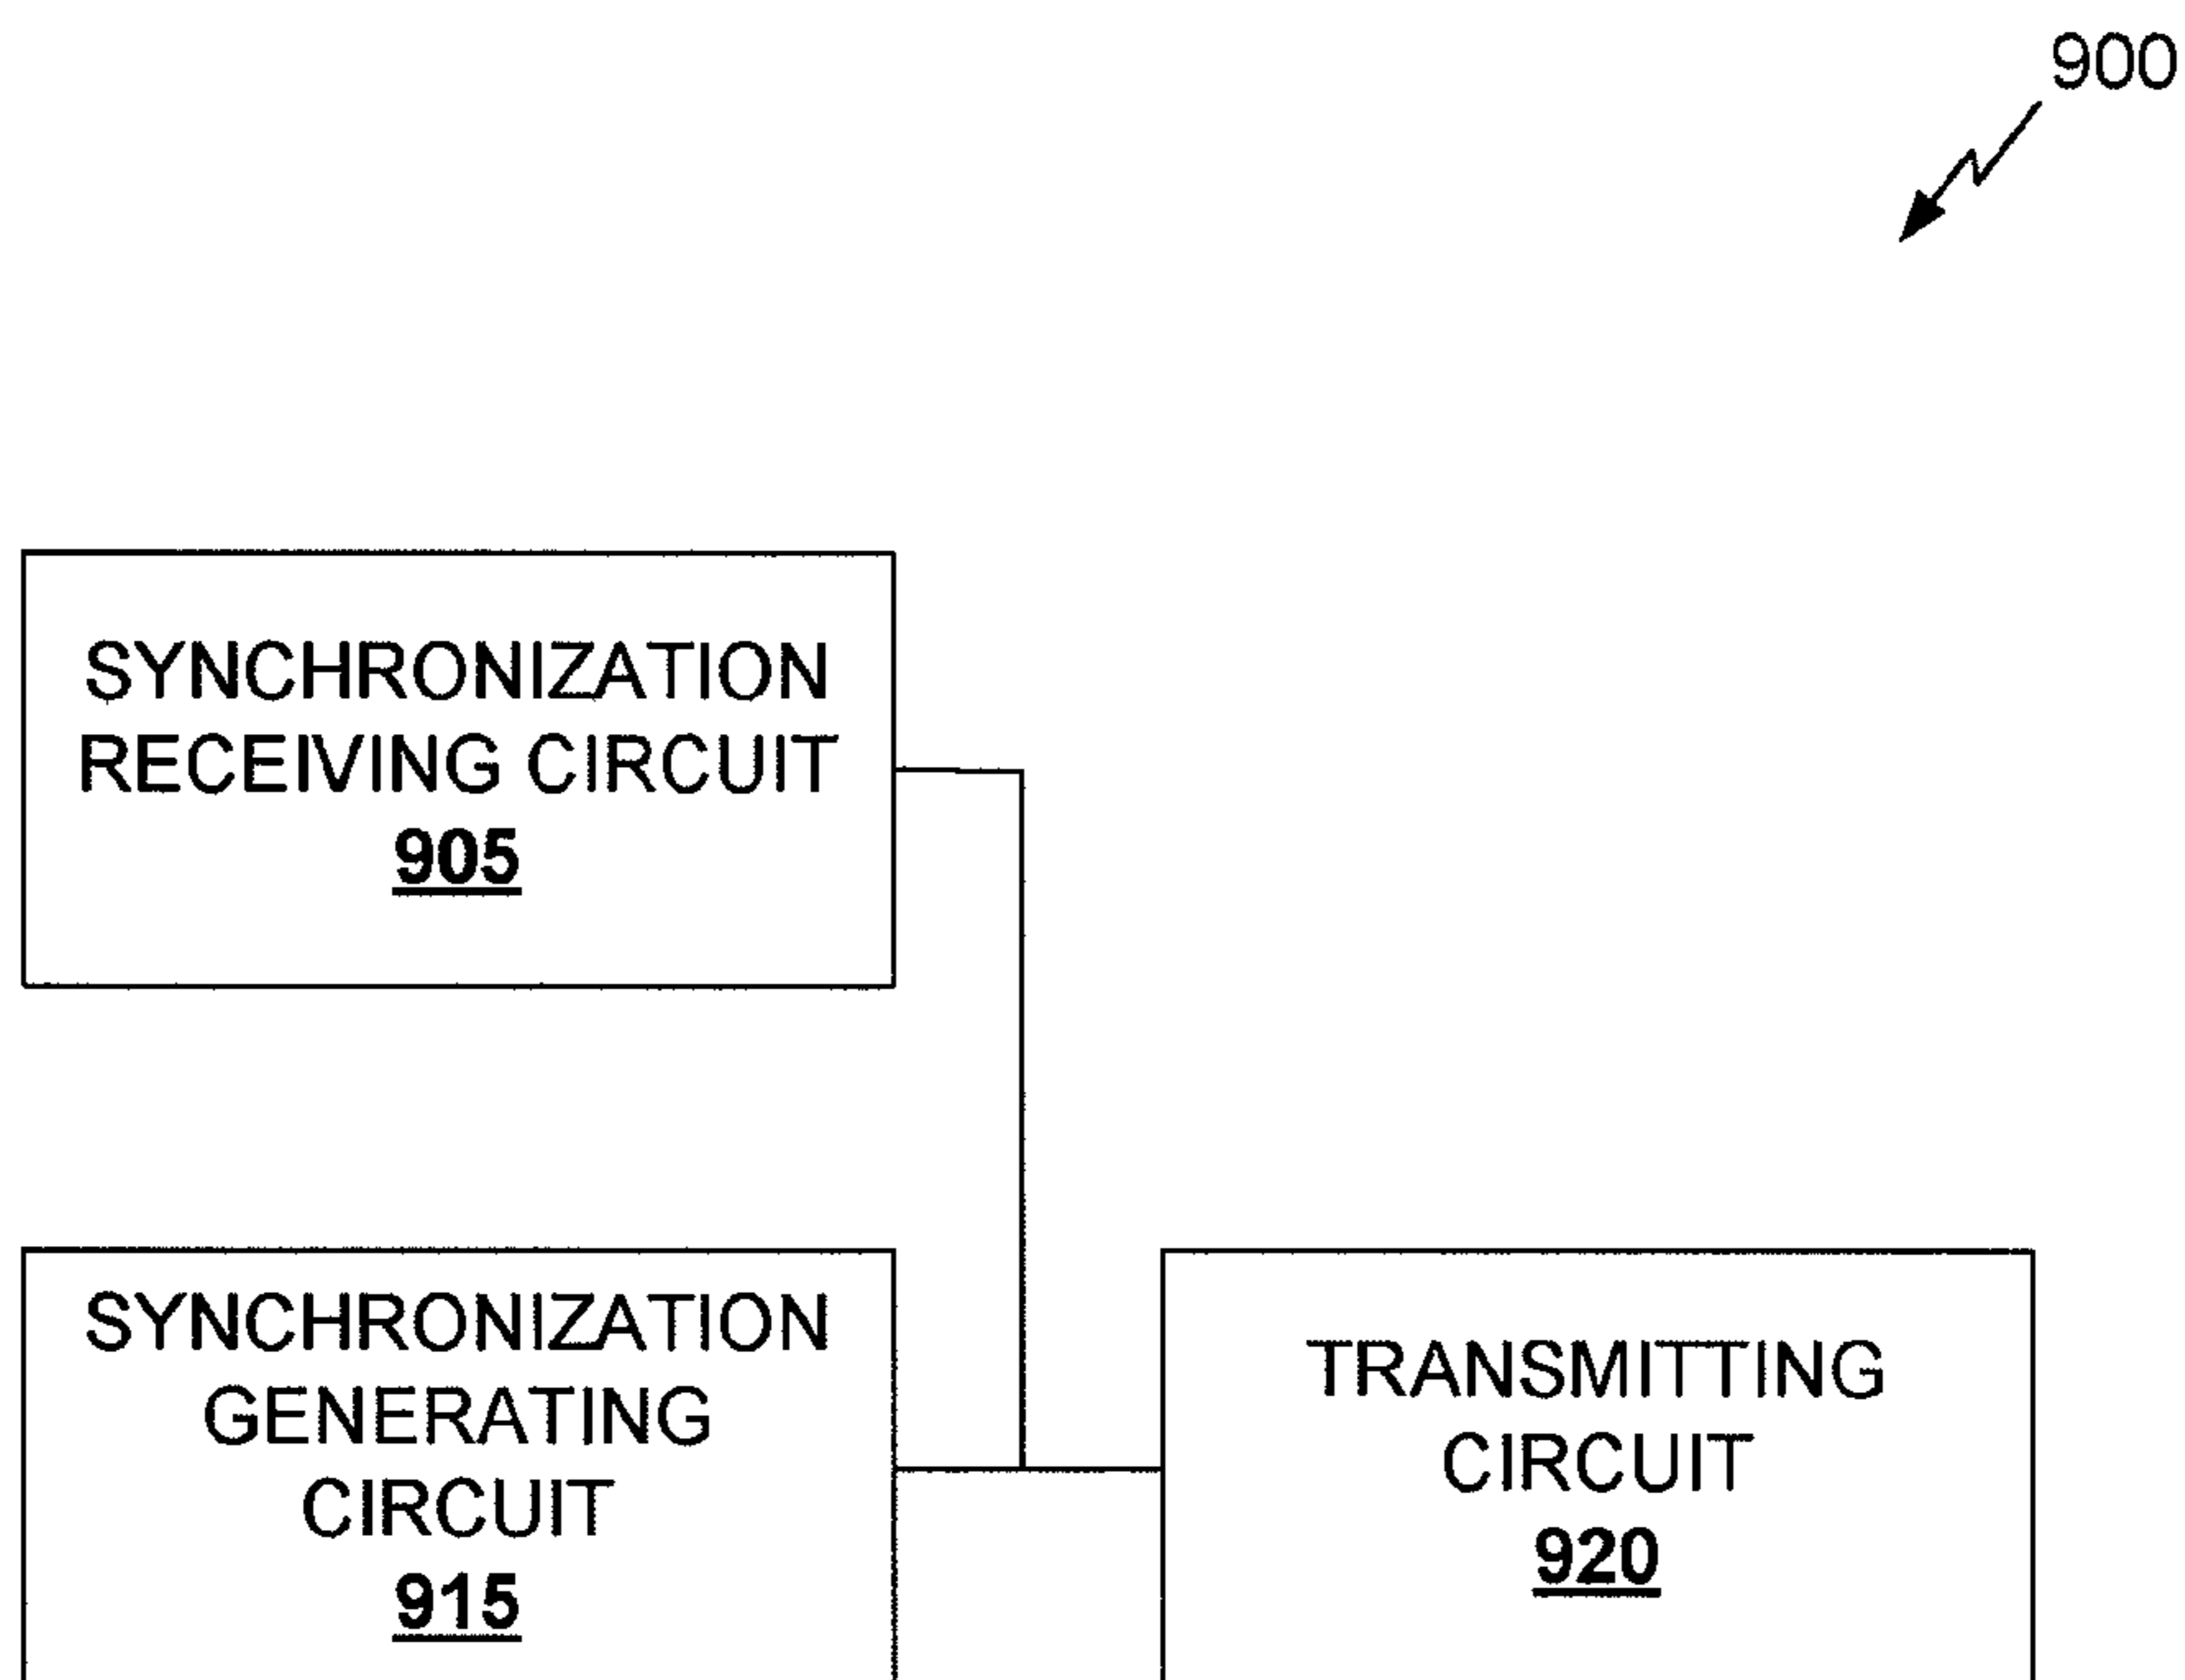 900
SYNCHRONIZATION
RECEIVING CIRCUIT
905
SYNCHRONIZATION
GENERATING
CIRCUIT
915
TRANSMITTING
CIRCUIT
920